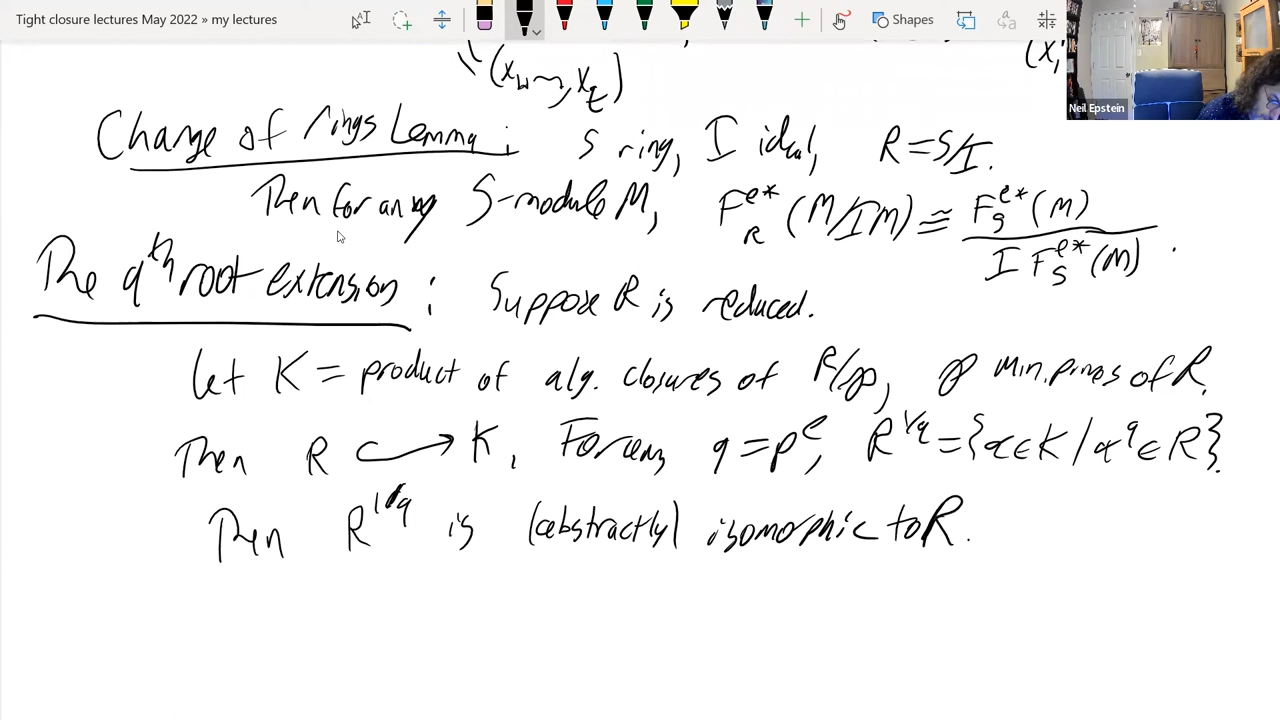 Tight closure lectures May 2022 » my lectures
Shapes
Neil Epstein
Change of rings Lemma: S ring, I ideal, R = S/I.
Then for any S-module M, F_R^{e*}(M/IM) ≅ F_S^{e*}(M) / I F_S^{e*}(M).
The q^th root extension: Suppose R is reduced.
Let K = product of alg. closures of R/p, p min. primes of R.
Then R ↪ K. For any q = p^e, R^{1/q} = {α ∈ K / α^q ∈ R}.
Then R^{1/q} is (abstractly) isomorphic to R.